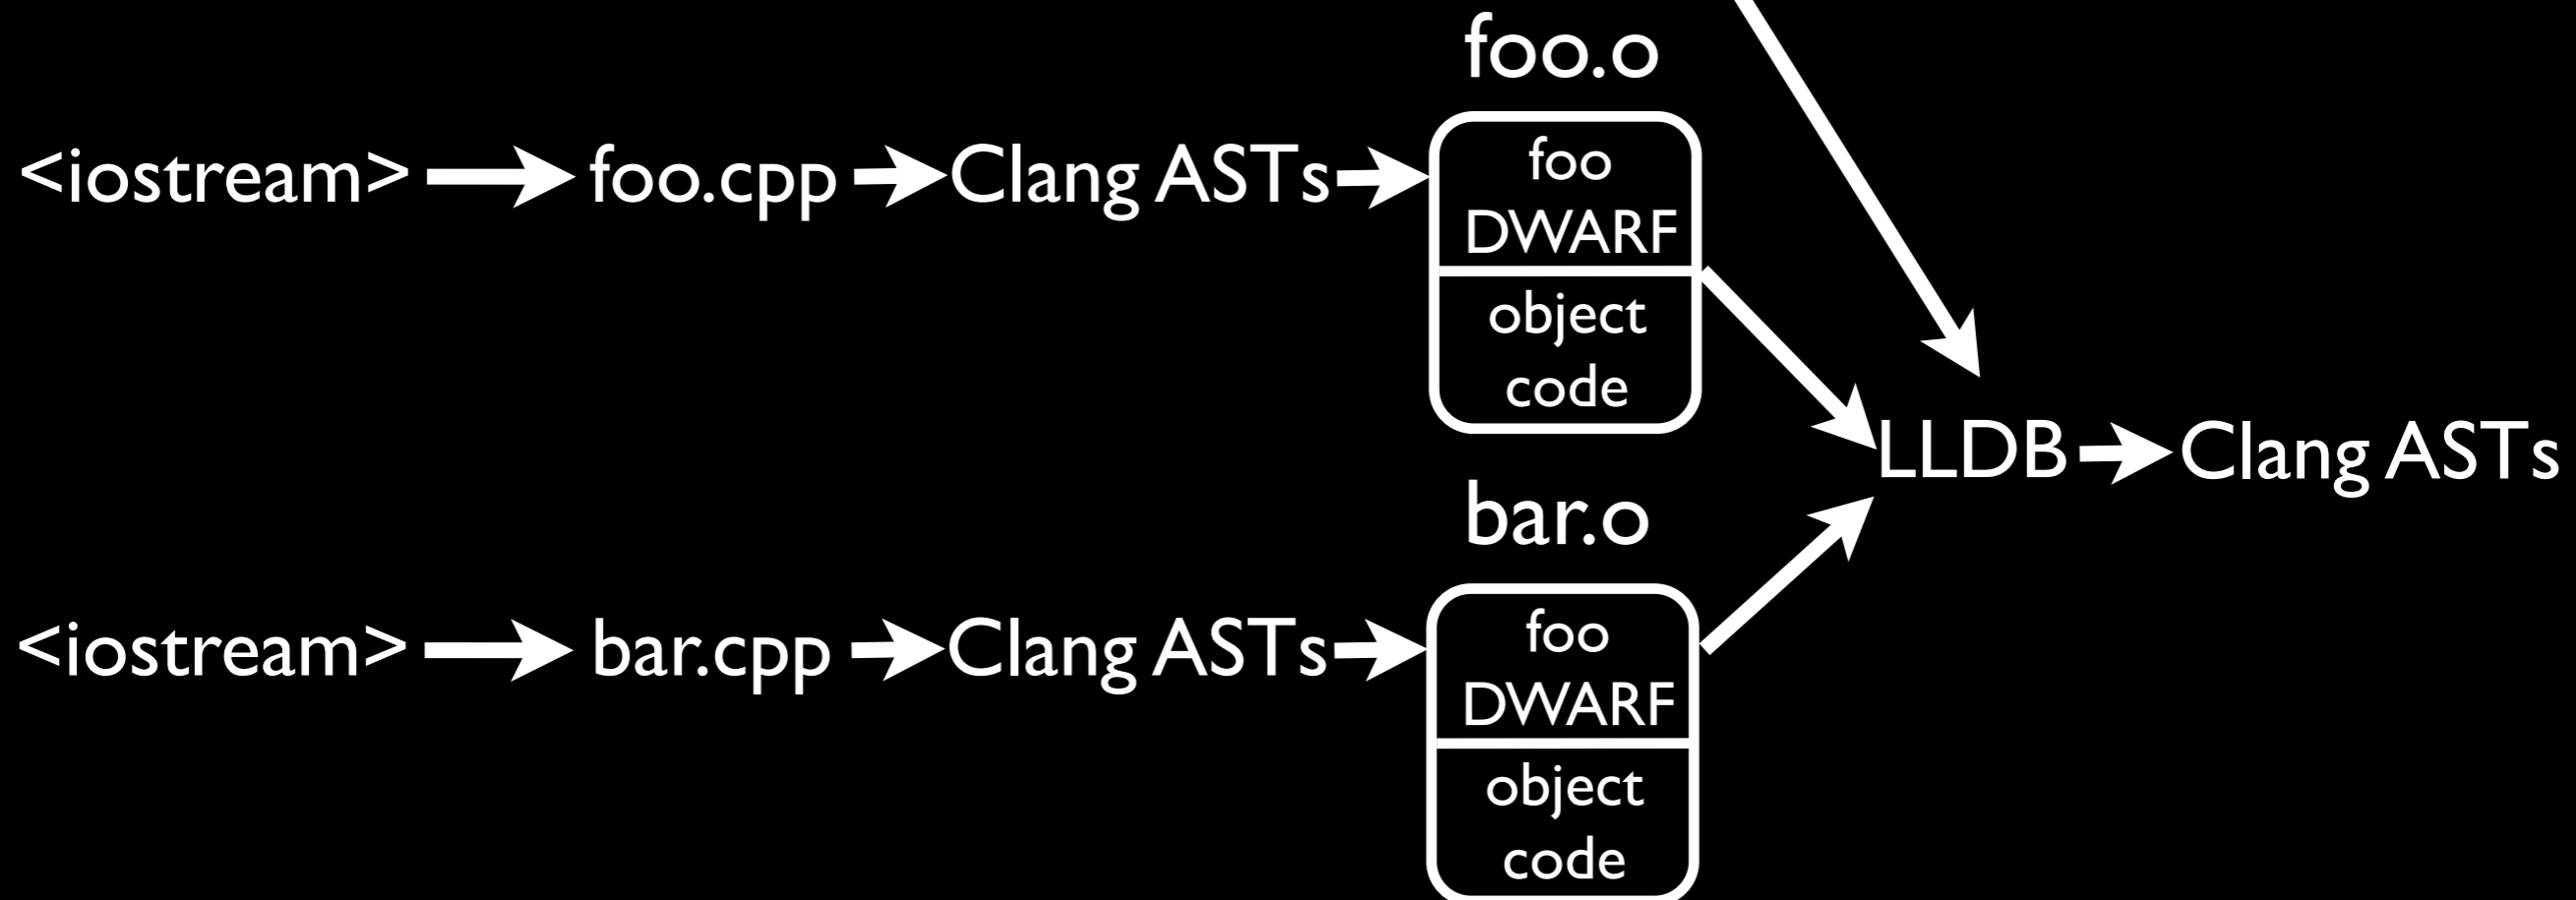 foo.o
<iostream> foo.cpp Clang ASTs
foo
DWARF
object
code
LLDB Clang ASTs
bar.o
<iostream> bar.cpp Clang ASTs
foo
DWARF
object
code